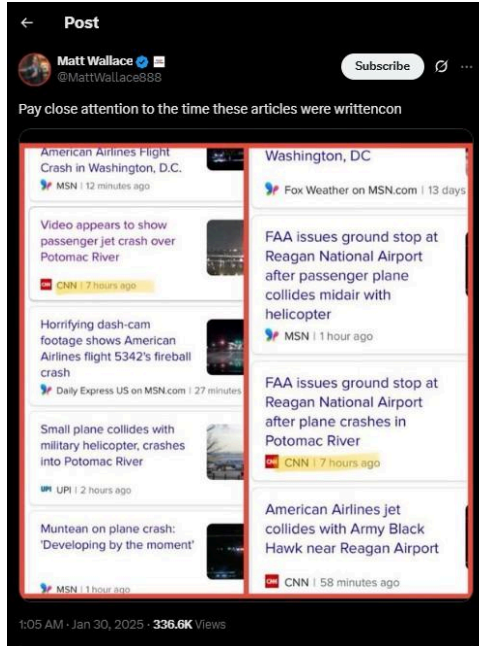 Post
Matt Wallace
@MattWallace888
Subscribe
Pay close attention to the time these articles were writtencon
American Airlines Flight
Crash in Washington, D.C.
MSN | 12 minutes ago
Video appears to show
passenger jet crash over
Potomac River
CNN | 7 hours ago
Horrifying dash-cam
footage shows American
Airlines flight 5342's fireball
crash
Daily Express US on MSN.com | 27 minutes
Small plane collides with
military helicopter, crashes
into Potomac River
UPI UPI | 2 hours ago
Muntean on plane crash:
'Developing by the moment'
MSN | 1 hour ago
Washington, DC
Fox Weather on MSN.com | 13 days
FAA issues ground stop at
Reagan National Airport
after passenger plane
collides midair with
helicopter
MSN | 1 hour ago
FAA issues ground stop at
Reagan National Airport
after plane crashes in
Potomac River
CNN CNN | 7 hours ago
American Airlines jet
collides with Army Black
Hawk near Reagan Airport
CNN CNN | 58 minutes ago
1:05 AM · Jan 30, 2025 · 336.6K Views